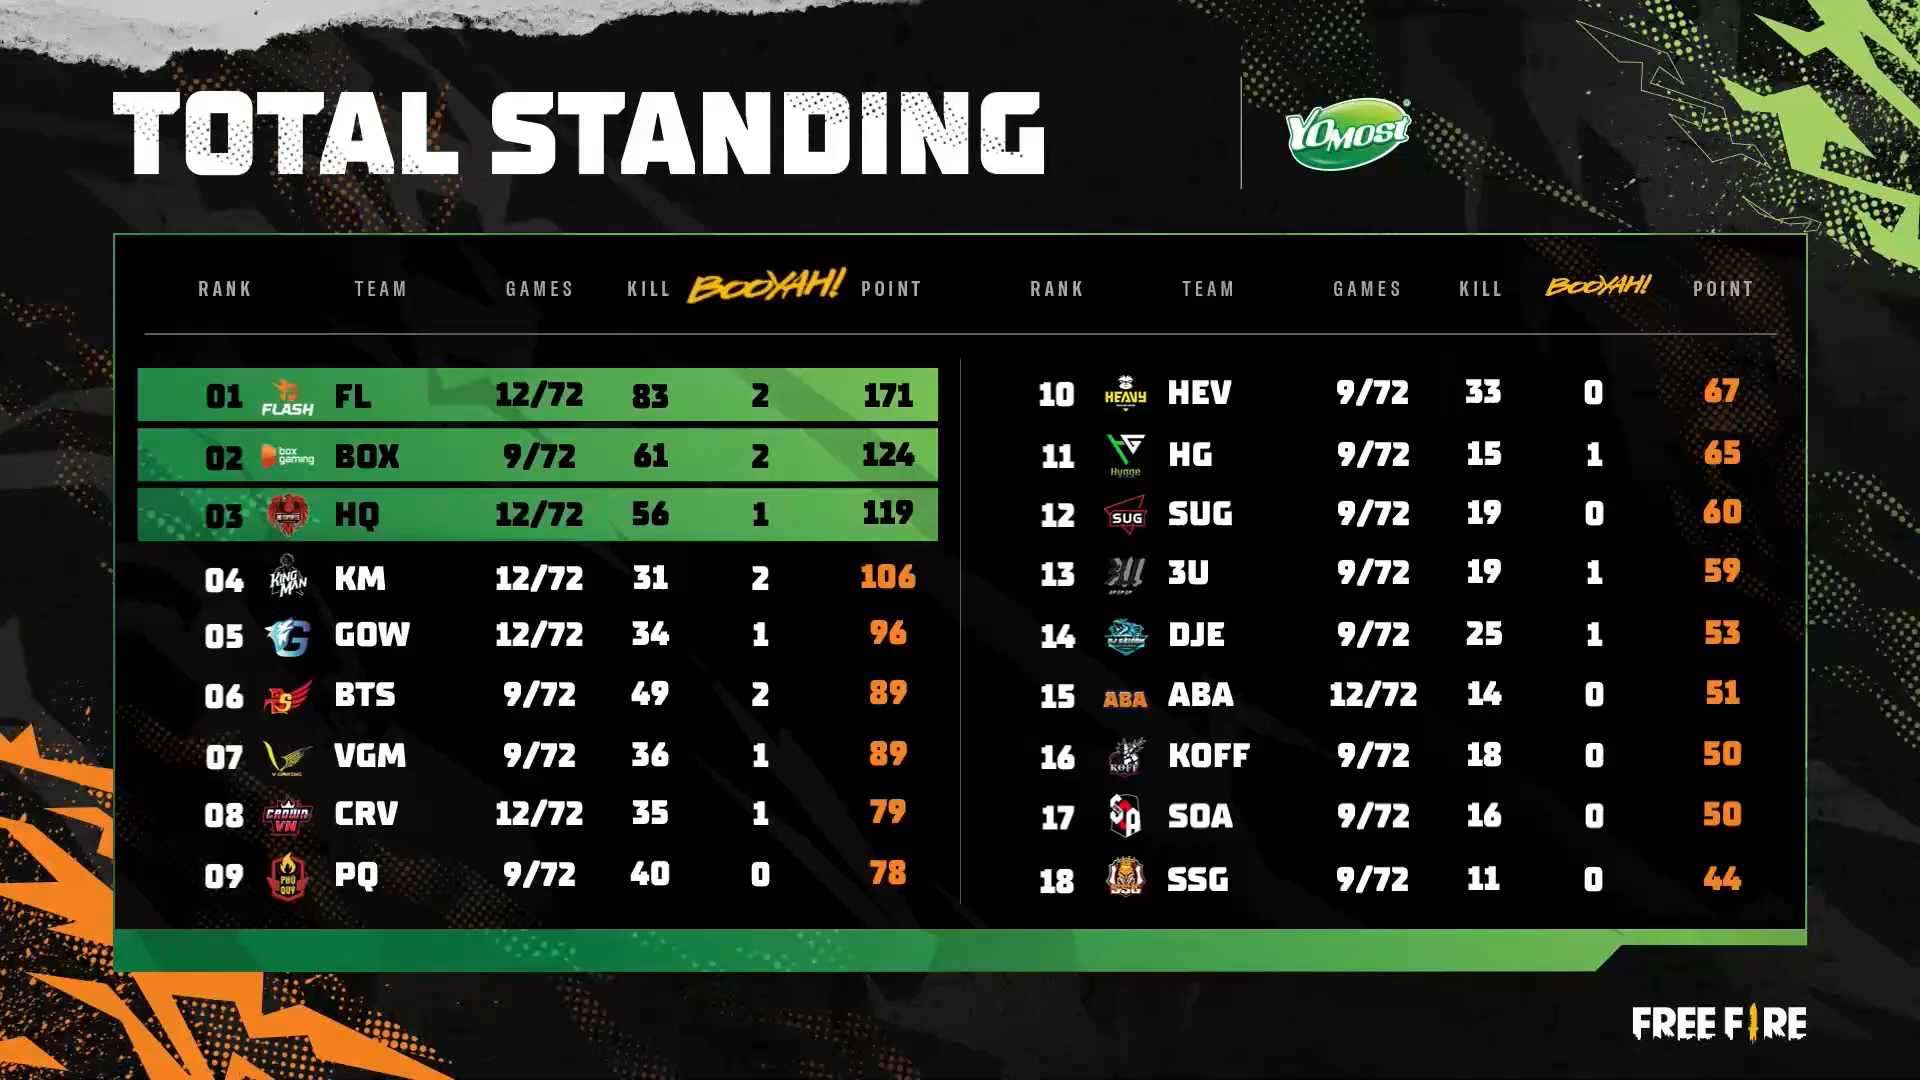 TOTAL STANDING
YOMOST
RANK TEAM GAMES KILL BOOYAH! POINT
01 FLASH FL 12/72 83 2 171
02 box gaming BOX 9/72 61 2 124
03 HQ 12/72 56 1 119
04 KING MAN KM 12/72 31 2 106
05 G GOW 12/72 34 1 96
06 BS BTS 9/72 49 2 89
07 V GAMING VGM 9/72 36 1 89
08 CROWN VN CRV 12/72 35 1 79
09 PHÚ QUÝ PQ 9/72 40 0 78
RANK TEAM GAMES KILL BOOYAH! POINT
10 HEAVY HEV 9/72 33 0 67
11 Hygge HG 9/72 15 1 65
12 SUG SUG 9/72 19 0 60
13 3U 9/72 19 1 59
14 DJE 9/72 25 1 53
15 ABA ABA 12/72 14 0 51
16 KOFF KOFF 9/72 18 0 50
17 SA SOA 9/72 16 0 50
18 SSG SSG 9/72 11 0 44
FREE FIRE